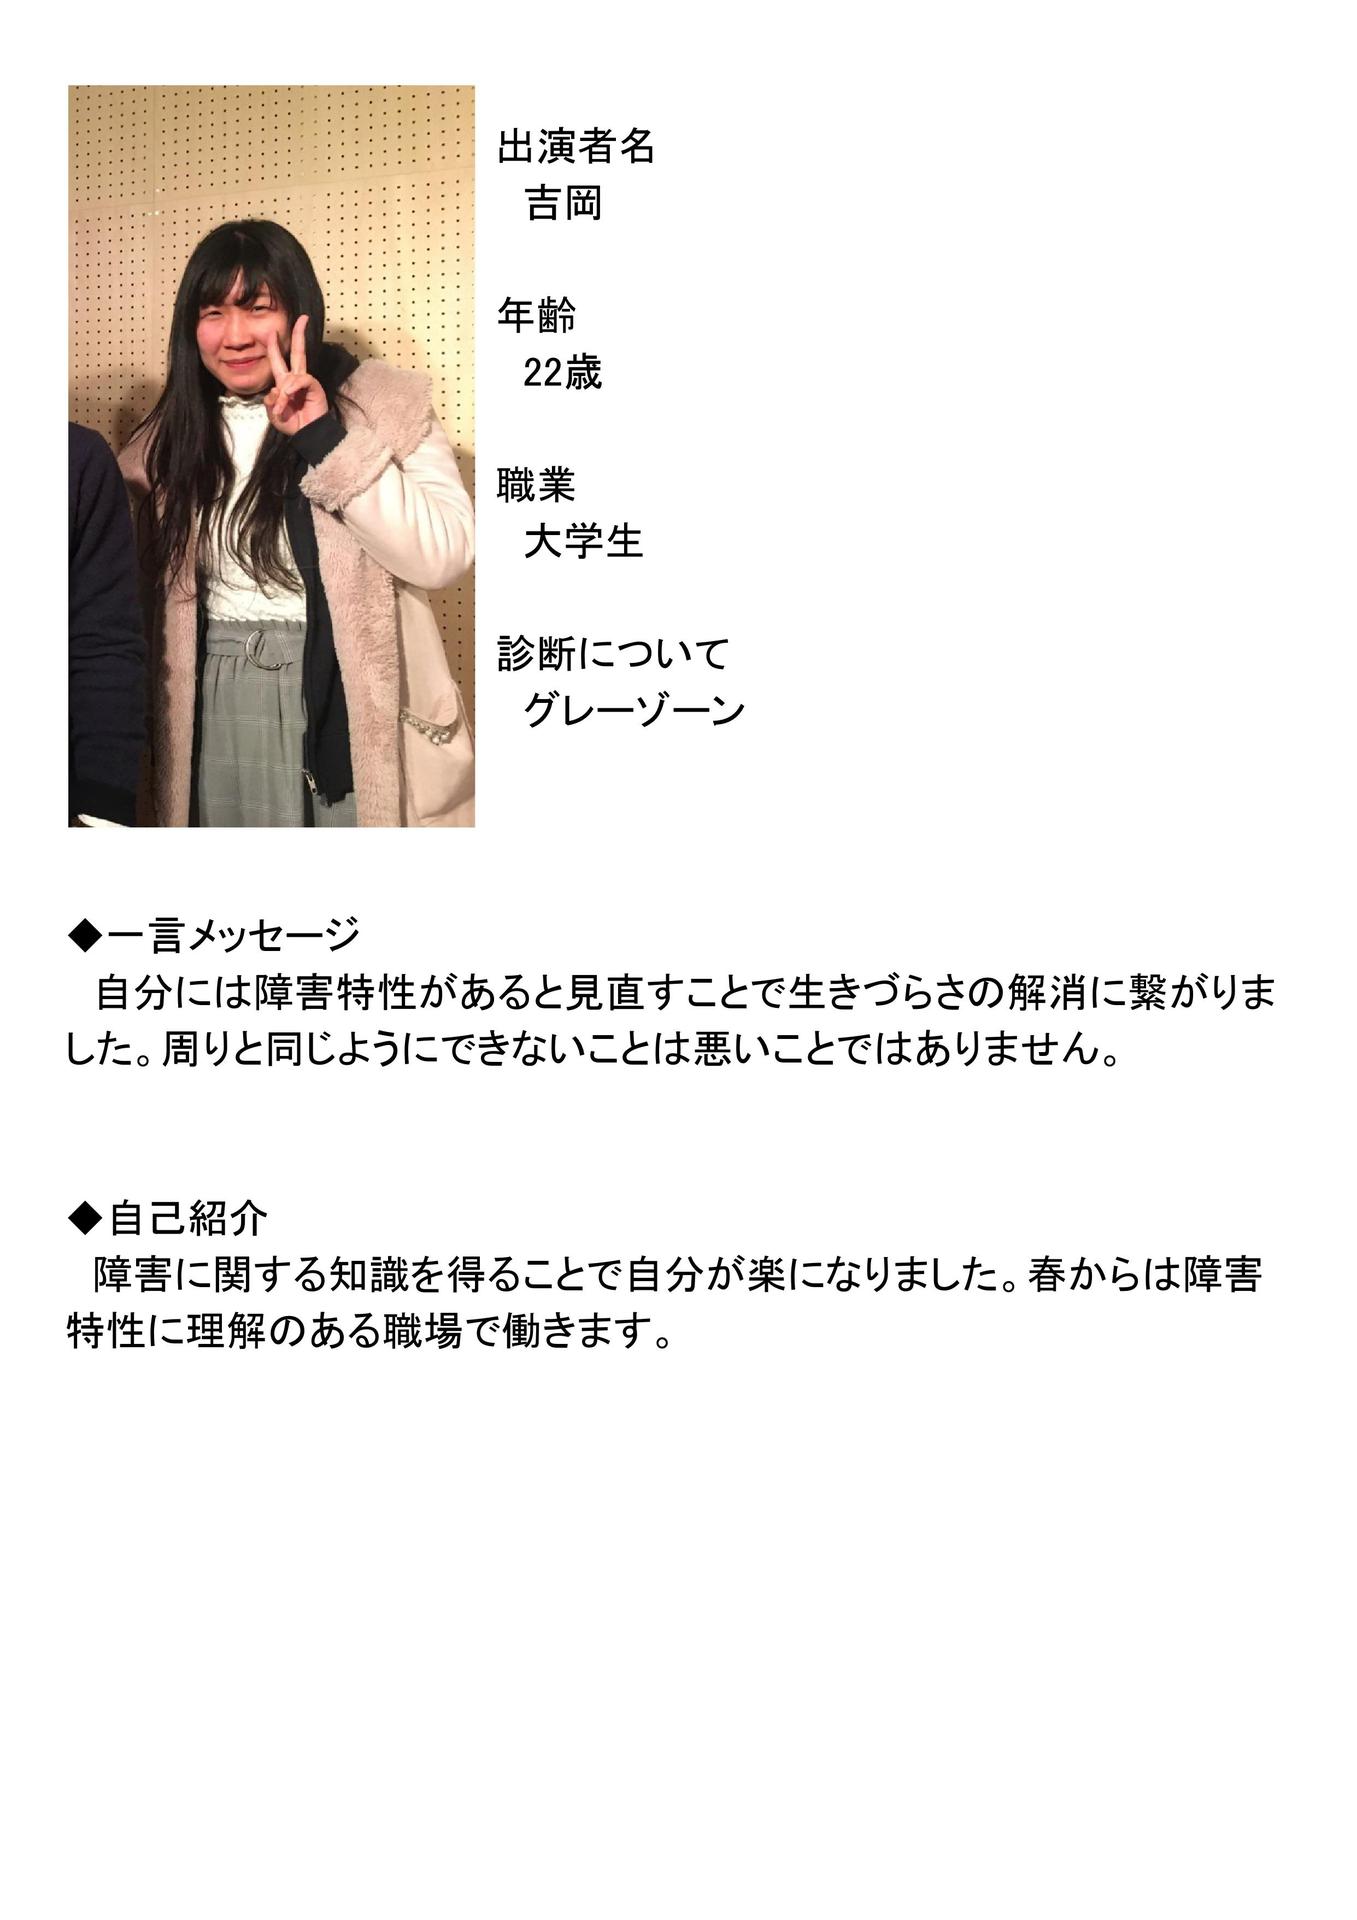 出演者名
吉岡
年齢
22歳
職業
大学生
診断について
グレーゾーン
◆一言メッセージ
自分には障害特性があると見直すことで生きづらさの解消に繋がりま
した。周りと同じようにできないことは悪いことではありません。
◆自己紹介
障害に関する知識を得ることで自分が楽になりました。春からは障害
特性に理解のある職場で働きます。